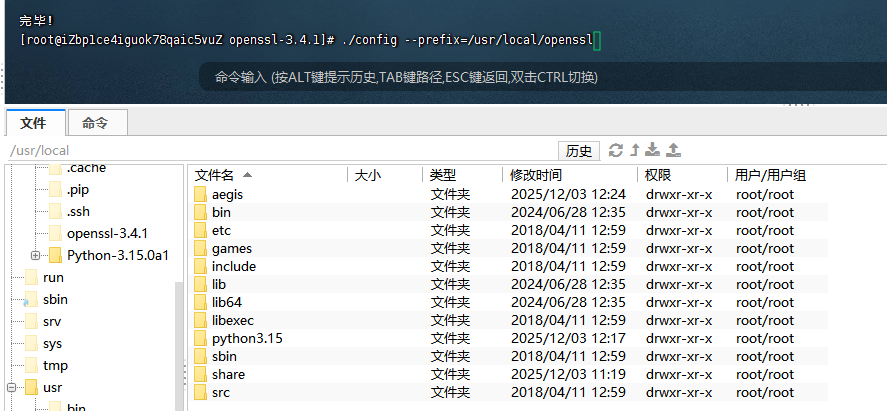 完毕!
[root@iZbp1ce4iguok78qaic5vuZ openssl-3.4.1]# ./config --prefix=/usr/local/openssl
命令输入 (按ALT键提示历史,TAB键路径,ESC键返回,双击CTRL切换)
文件 命令
/usr/local 历史
.cache
.pip
.ssh
openssl-3.4.1
Python-3.15.0a1
run
sbin
srv
sys
tmp
usr
bin
文件名 大小 类型 修改时间 权限 用户/用户组
aegis 文件夹 2025/12/03 12:24 drwxr-xr-x root/root
bin 文件夹 2024/06/28 12:35 drwxr-xr-x root/root
etc 文件夹 2018/04/11 12:59 drwxr-xr-x root/root
games 文件夹 2018/04/11 12:59 drwxr-xr-x root/root
include 文件夹 2018/04/11 12:59 drwxr-xr-x root/root
lib 文件夹 2024/06/28 12:35 drwxr-xr-x root/root
lib64 文件夹 2024/06/28 12:35 drwxr-xr-x root/root
libexec 文件夹 2018/04/11 12:59 drwxr-xr-x root/root
python3.15 文件夹 2025/12/03 12:17 drwxr-xr-x root/root
sbin 文件夹 2018/04/11 12:59 drwxr-xr-x root/root
share 文件夹 2025/12/03 11:19 drwxr-xr-x root/root
src 文件夹 2018/04/11 12:59 drwxr-xr-x root/root